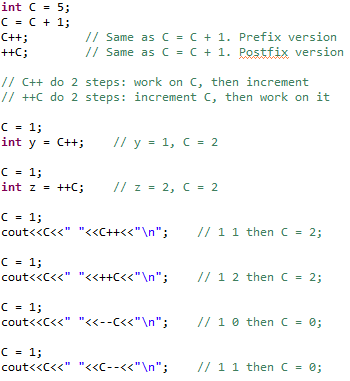 int C = 5;
C = C + 1;
C++; // Same as C = C + 1. Prefix version
++C; // Same as C = C + 1. Postfix version
// C++ do 2 steps: work on C, then increment
// ++C do 2 steps: increment C, then work on it
C = 1;
int y = C++; // y = 1, C = 2
C = 1;
int z = ++C; // z = 2, C = 2
C = 1;
cout<<C<<" "<<C++<<"\n"; // 1 1 then C = 2;
C = 1;
cout<<C<<" "<<++C<<"\n"; // 1 2 then C = 2;
C = 1;
cout<<C<<" "<<--C<<"\n"; // 1 0 then C = 0;
C = 1;
cout<<C<<" "<<C--<<"\n"; // 1 1 then C = 0;